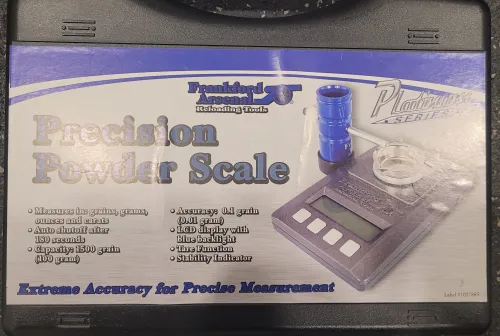 Frankford
Arsenal
Reloading Tools
Platinum
SERIES
Precision
Powder Scale
• Measures in: grains, grams,
ounces and carats
• Auto shutoff after
180 seconds
• Capacity: 1500 grain
(100 gram)
• Accuracy: 0.1 grain
(0.01 gram)
• LCD display with
blue backlight
• Tare Function
• Stability Indicator
Extreme Accuracy for Precise Measurement